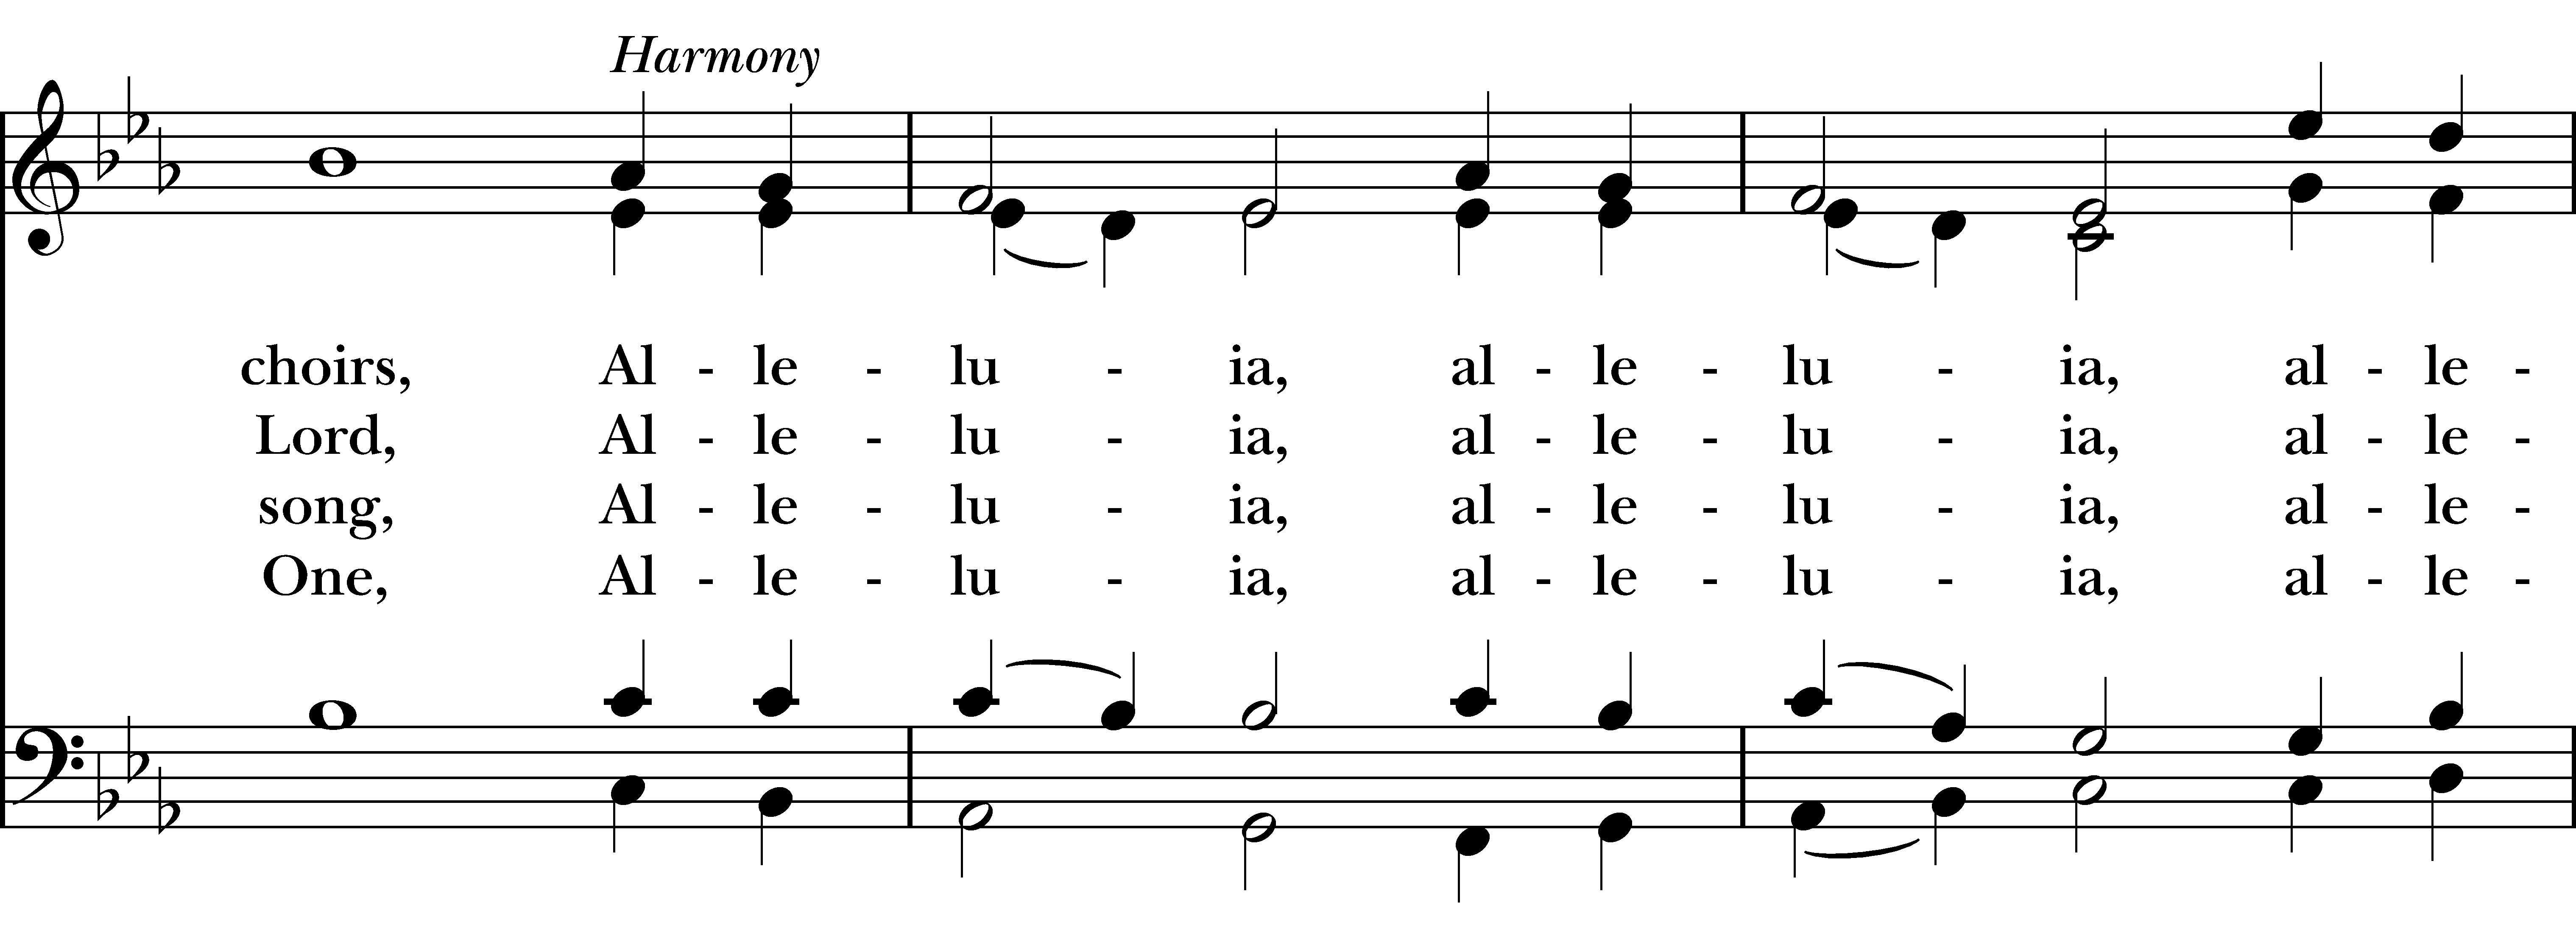 Harmony
choirs, Al - le - lu - ia, al - le - lu - ia, al - le -
Lord, Al - le - lu - ia, al - le - lu - ia, al - le -
song, Al - le - lu - ia, al - le - lu - ia, al - le -
One, Al - le - lu - ia, al - le - lu - ia, al - le -